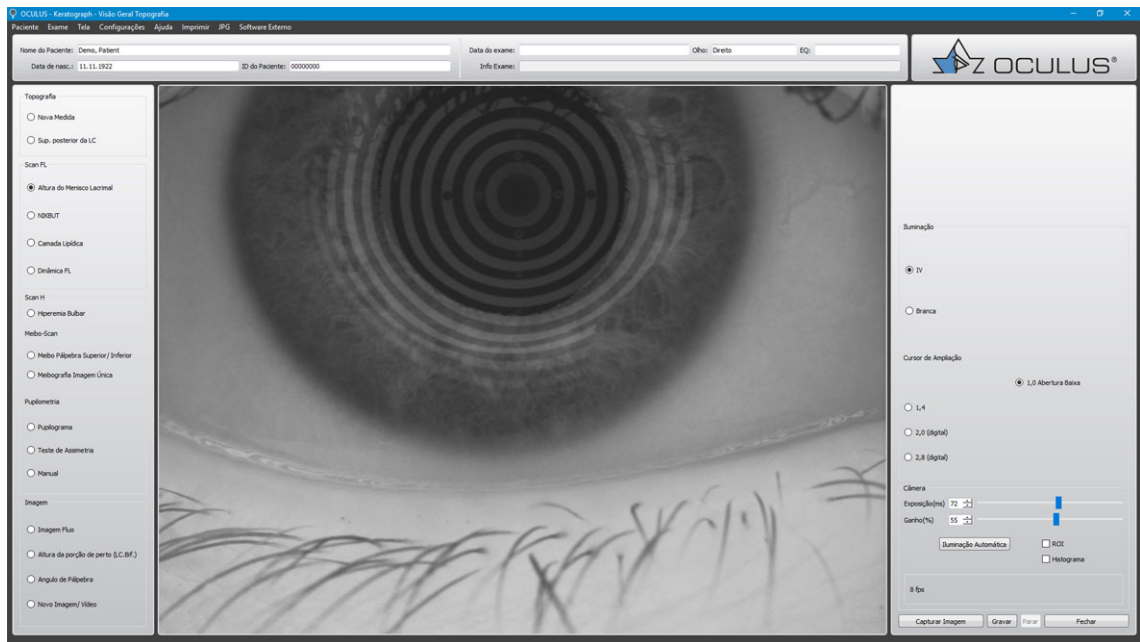 OCULUS - Keratograph - Visão Geral Topografia
Paciente Exame Tela Configurações Ajuda Imprimir JPG Software Externo
Nome do Paciente: Demo, Patient
Data de nasc.: 11.11.1922 ID do Paciente: 00000000
Data do exame: Olho: Direito EQ:
Info Exame:
OCULUS®
Topografia
Nova Medida
Sup. posterior da LC
Scan FL
Altura do Menisco Lacrimal
NIKBUT
Camada Lipídica
Dinâmica FL
Scan H
Hiperemia Bulbar
Meibo-Scan
Meibo Pálpebra Superior/ Inferior
Meibografia Imagem Única
Pupilometria
Pupilograma
Teste de Assimetria
Manual
Imagem
Imagem Fluo
Altura da porção de perto (LC.Bif.)
Angulo de Pálpebra
Novo Imagem/ Vídeo
Iluminação
IV
Branca
Cursor de Ampliação
1,0 Abertura Baixa
1,4
2,0 (digital)
2,8 (digital)
Câmera
Exposição(ms) 72
Ganho(%) 55
Iluminação Automática ROI
Histograma
8 fps
Capturar Imagem Gravar Parar Fechar